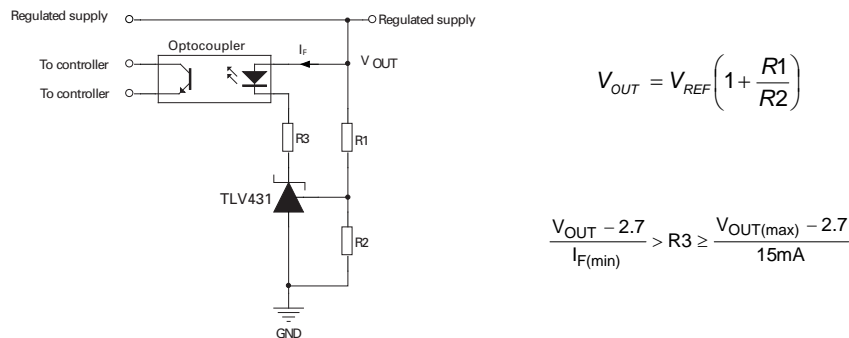 Regulated supply
Regulated supply
Optocoupler
I_F
To controller
V_OUT
To controller
R3
R1
TLV431
R2
GND
V_OUT = V_REF(1 + R1/R2)
(V_OUT − 2.7)/I_F(min) > R3 ≥ (V_OUT(max) − 2.7)/15mA